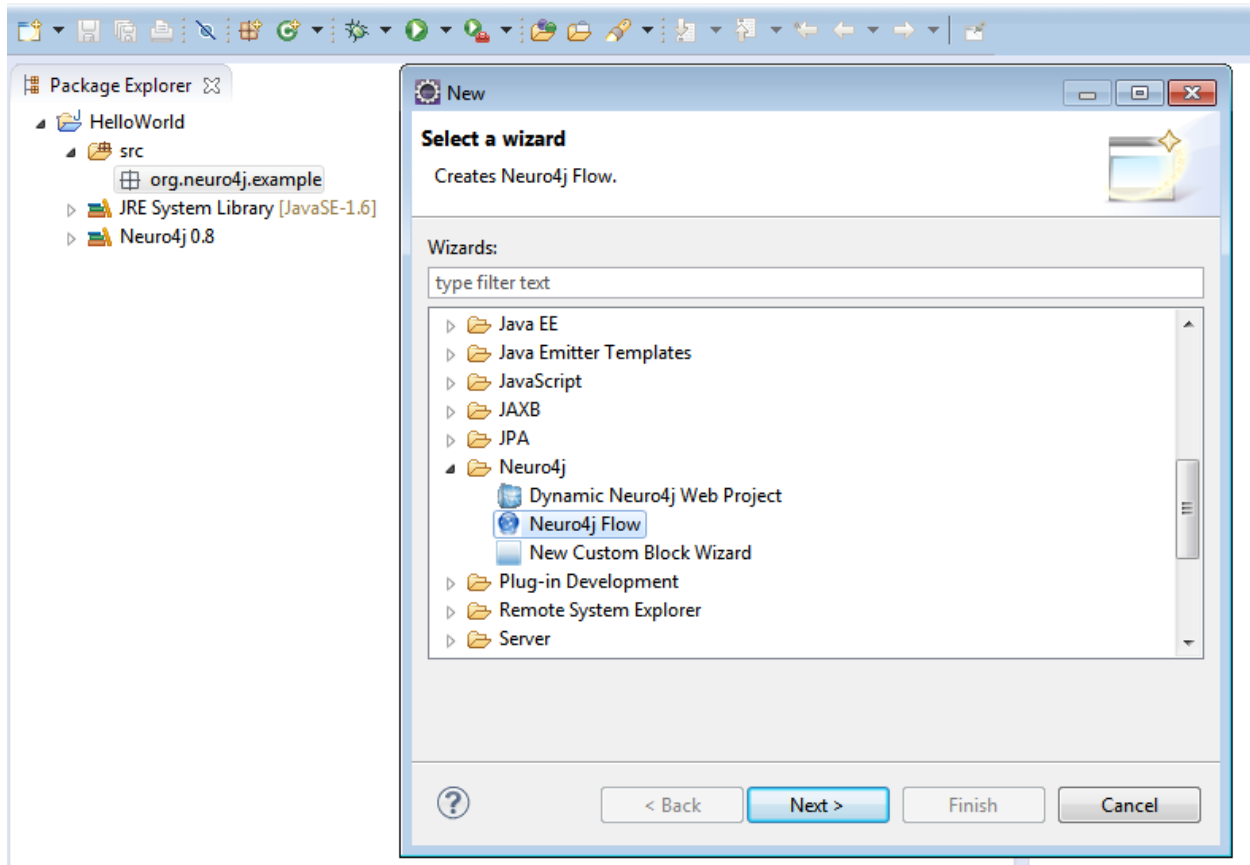 Package Explorer
HelloWorld
src
org.neuro4j.example
JRE System Library [JavaSE-1.6]
Neuro4j 0.8
New
Select a wizard
Creates Neuro4j Flow.
Wizards:
type filter text
Java EE
Java Emitter Templates
JavaScript
JAXB
JPA
Neuro4j
Dynamic Neuro4j Web Project
Neuro4j Flow
New Custom Block Wizard
Plug-in Development
Remote System Explorer
Server
?
< Back
Next >
Finish
Cancel